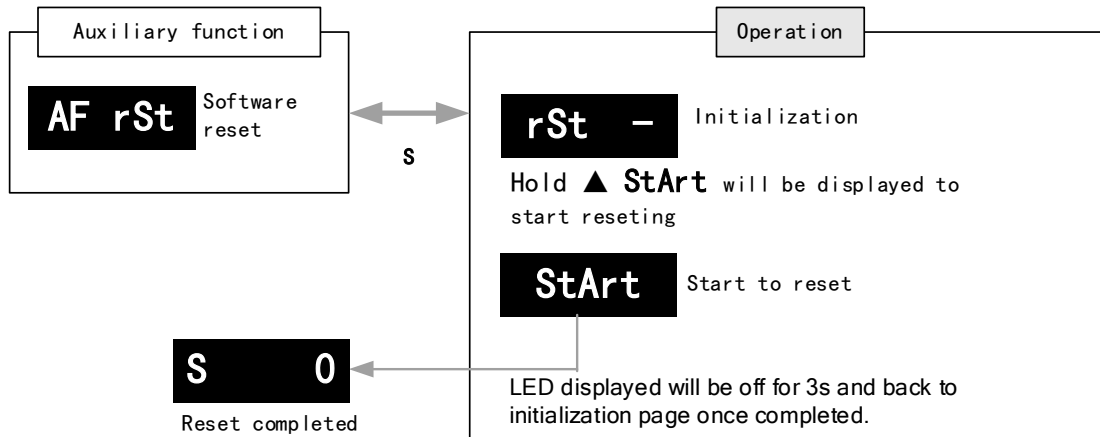 Auxiliary function
AF rSt
Software
reset
S
Operation
rSt -
Initialization
Hold ▲ StArt will be displayed to
start reseting
StArt
Start to reset
S 0
Reset completed
LED displayed will be off for 3s and back to
initialization page once completed.